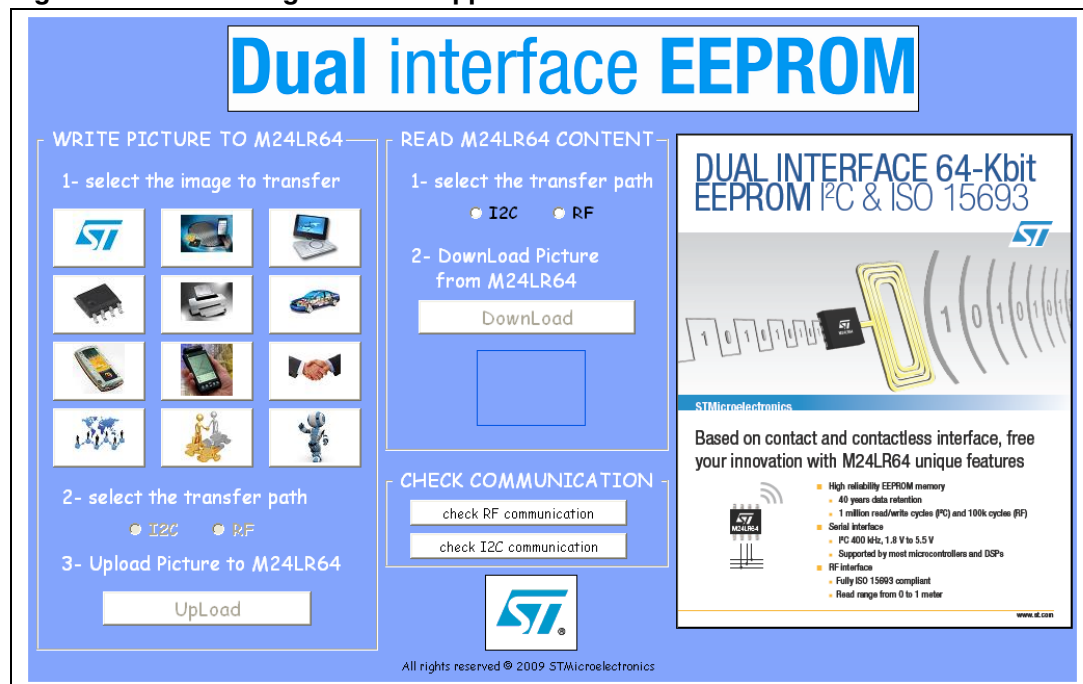 Dual interface EEPROM
WRITE PICTURE TO M24LR64
1- select the image to transfer
2- select the transfer path
I2C RF
3- Upload Picture to M24LR64
UpLoad
READ M24LR64 CONTENT
1- select the transfer path
I2C RF
2- DownLoad Picture
from M24LR64
DownLoad
CHECK COMMUNICATION
check RF communication
check I2C communication
ST
All rights reserved © 2009 STMicroelectronics
DUAL INTERFACE 64-Kbit
EEPROM I²C & ISO 15693
ST
STMicroelectronics
Based on contact and contactless interface, free
your innovation with M24LR64 unique features
ST
M24LR64
High reliability EEPROM memory
40 years data retention
1 million read/write cycles (I²C) and 100k cycles (RF)
Serial interface
I²C 400 kHz, 1.8 V to 5.5 V
Supported by most microcontrollers and DSPs
RF interface
Fully ISO 15693 compliant
Read range from 0 to 1 meter
www.st.com